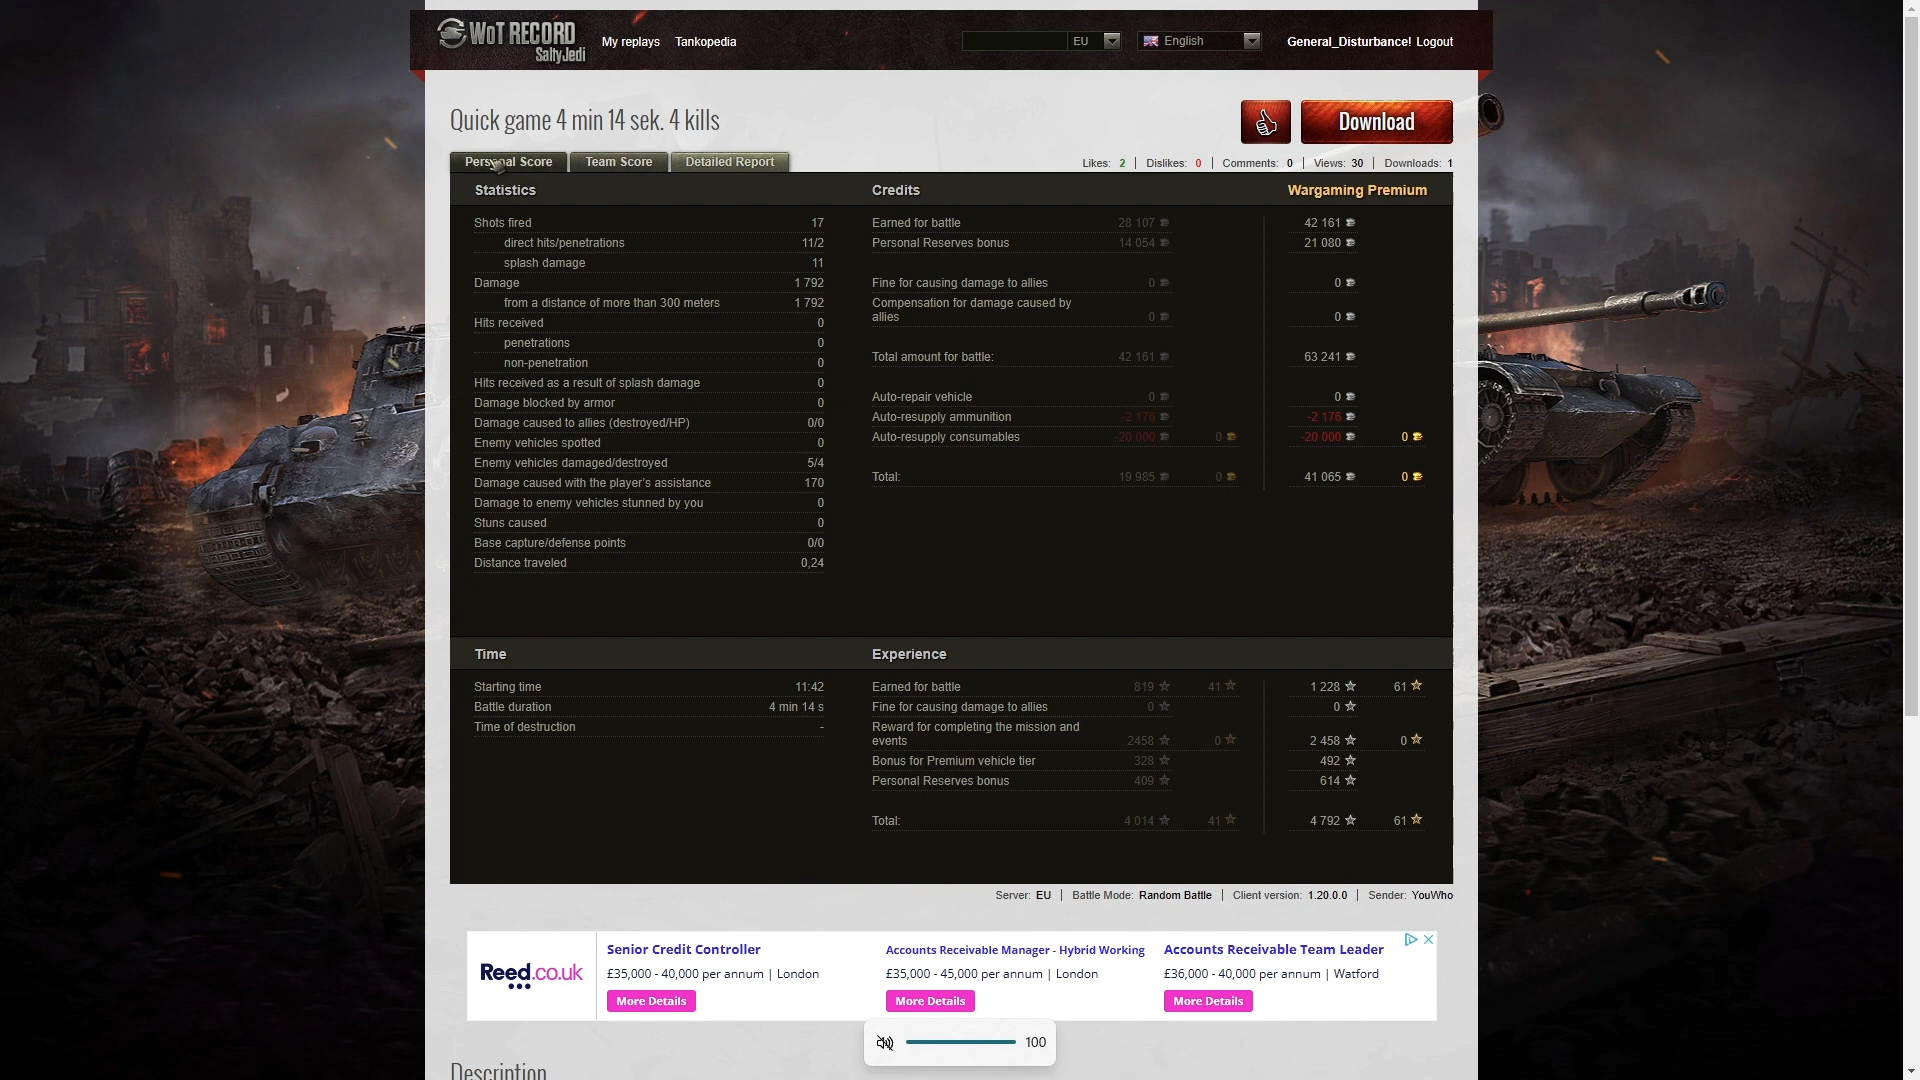 WOT RECORD
SaltyJedi
My replays Tankopedia
EU English
General_Disturbance! Logout
Quick game 4 min 14 sek. 4 kills
Download
Personal Score Team Score Detailed Report
Likes: 2 | Dislikes: 0 | Comments: 0 | Views: 30 | Downloads: 1
Statistics Credits Wargaming Premium
Shots fired 17 Earned for battle 28 107 42 161
direct hits/penetrations 11/2 Personal Reserves bonus 14 054 21 080
splash damage 11
Damage 1 792 Fine for causing damage to allies 0 0
from a distance of more than 300 meters 1 792 Compensation for damage caused by
allies 0 0
Hits received 0
penetrations 0 Total amount for battle: 42 161 63 241
non-penetration 0
Hits received as a result of splash damage 0
Damage blocked by armor 0 Auto-repair vehicle 0 0
Damage caused to allies (destroyed/HP) 0/0 Auto-resupply ammunition -2 176 -2 176
Enemy vehicles spotted 0 Auto-resupply consumables -20 000 0 -20 000 0
Enemy vehicles damaged/destroyed 5/4
Damage caused with the player's assistance 170 Total: 19 985 0 41 065 0
Damage to enemy vehicles stunned by you 0
Stuns caused 0
Base capture/defense points 0/0
Distance traveled 0,24
Time Experience
Starting time 11:42 Earned for battle 819 41 1 228 61
Battle duration 4 min 14 s Fine for causing damage to allies 0 0
Time of destruction - Reward for completing the mission and
events 2458 0 2 458 0
Bonus for Premium vehicle tier 328 492
Personal Reserves bonus 409 614
Total: 4 014 41 4 792 61
Server: EU | Battle Mode: Random Battle | Client version: 1.20.0.0 | Sender: YouWho
Reed.co.uk
Senior Credit Controller
£35,000 - 40,000 per annum | London
More Details
Accounts Receivable Manager - Hybrid Working
£35,000 - 45,000 per annum | London
More Details
Accounts Receivable Team Leader
£36,000 - 40,000 per annum | Watford
More Details
100
Description